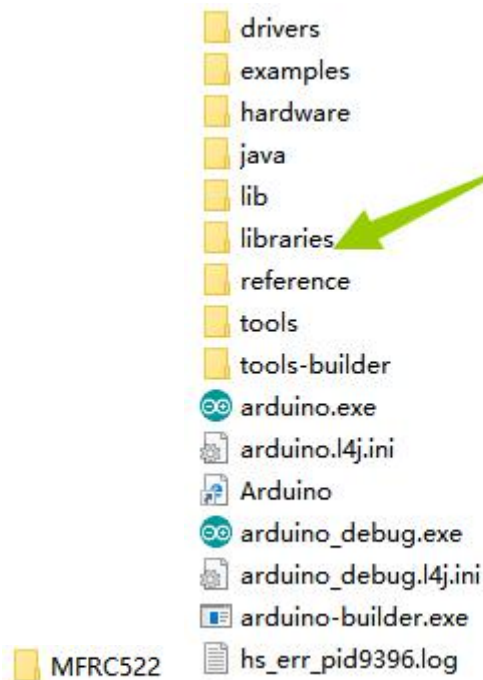 drivers
examples
hardware
java
lib
libraries
reference
tools
tools-builder
arduino.exe
arduino.l4j.ini
Arduino
arduino_debug.exe
arduino_debug.l4j.ini
arduino-builder.exe
MFRC522
hs_err_pid9396.log